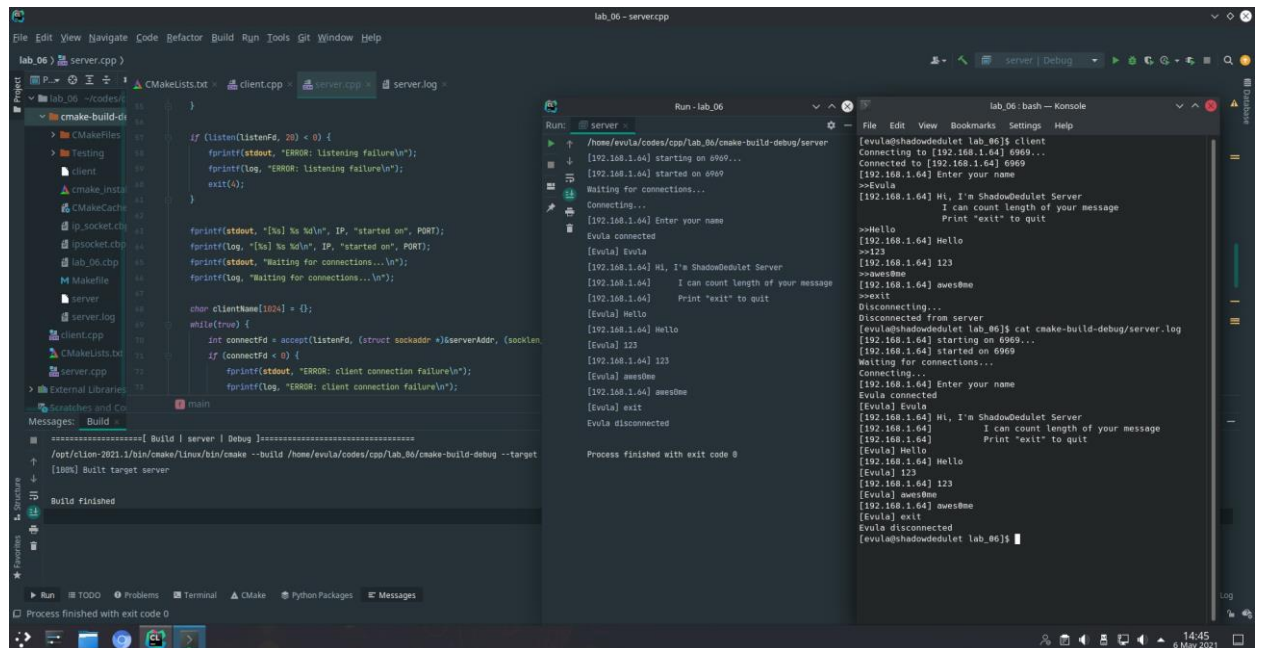 lab_06 – server.cpp
File Edit View Navigate Code Refactor Build Run Tools Git Window Help
lab_06 server.cpp
server | Debug
Project
CMakeLists.txt client.cpp server.cpp server.log
lab_06 ~/codes/c
cmake-build-de
CMakeFiles
Testing
client
cmake_insta
CMakeCache
ip_socket.cbp
ipsocket.cbp
lab_06.cbp
Makefile
server
server.log
client.cpp
CMakeLists.txt
server.cpp
External Libraries
Scratches and Co
}
if (listen(listenFd, 20) < 0) {
fprintf(stdout, "ERROR: listening failure\n");
fprintf(log, "ERROR: listening failure\n");
exit(4);
}
fprintf(stdout, "[%s] %s %d\n", IP, "started on", PORT);
fprintf(log, "[%s] %s %d\n", IP, "started on", PORT);
fprintf(stdout, "Waiting for connections...\n");
fprintf(log, "Waiting for connections...\n");
char clientName[1024] = {};
while(true) {
int connectFd = accept(listenFd, (struct sockaddr *)&serverAddr, (socklen
if (connectFd < 0) {
fprintf(stdout, "ERROR: client connection failure\n");
fprintf(log, "ERROR: client connection failure\n");
main
Messages: Build
====================[ Build | server | Debug ]==================================
/opt/clion-2021.1/bin/cmake/linux/bin/cmake --build /home/evula/codes/cpp/lab_06/cmake-build-debug --target
[100%] Built target server
Build finished
Structure
Favorites
Run TODO Problems Terminal CMake Python Packages Messages
Process finished with exit code 0
Run - lab_06
Run: server
/home/evula/codes/cpp/lab_06/cmake-build-debug/server
[192.168.1.64] starting on 6969...
[192.168.1.64] started on 6969
Waiting for connections...
Connecting...
[192.168.1.64] Enter your name
Evula connected
[Evula] Evula
[192.168.1.64] Hi, I'm ShadowDedulet Server
[192.168.1.64] I can count length of your message
[192.168.1.64] Print "exit" to quit
[Evula] Hello
[192.168.1.64] Hello
[Evula] 123
[192.168.1.64] 123
[Evula] awes0me
[192.168.1.64] awes0me
[Evula] exit
Evula disconnected
Process finished with exit code 0
lab_06 : bash — Konsole
File Edit View Bookmarks Settings Help
[evula@shadowdedulet lab_06]$ client
Connecting to [192.168.1.64] 6969...
Connected to [192.168.1.64] 6969
[192.168.1.64] Enter your name
>>Evula
[192.168.1.64] Hi, I'm ShadowDedulet Server
I can count length of your message
Print "exit" to quit
>>Hello
[192.168.1.64] Hello
>>123
[192.168.1.64] 123
>>awes0me
[192.168.1.64] awes0me
>>exit
Disconnecting...
Disconnected from server
[evula@shadowdedulet lab_06]$ cat cmake-build-debug/server.log
[192.168.1.64] starting on 6969...
[192.168.1.64] started on 6969
Waiting for connections...
Connecting...
[192.168.1.64] Enter your name
Evula connected
[Evula] Evula
[192.168.1.64] Hi, I'm ShadowDedulet Server
[192.168.1.64] I can count length of your message
[192.168.1.64] Print "exit" to quit
[Evula] Hello
[192.168.1.64] Hello
[Evula] 123
[192.168.1.64] 123
[Evula] awes0me
[192.168.1.64] awes0me
[Evula] exit
Evula disconnected
[evula@shadowdedulet lab_06]$
Database
Log
14:45
6 May 2021